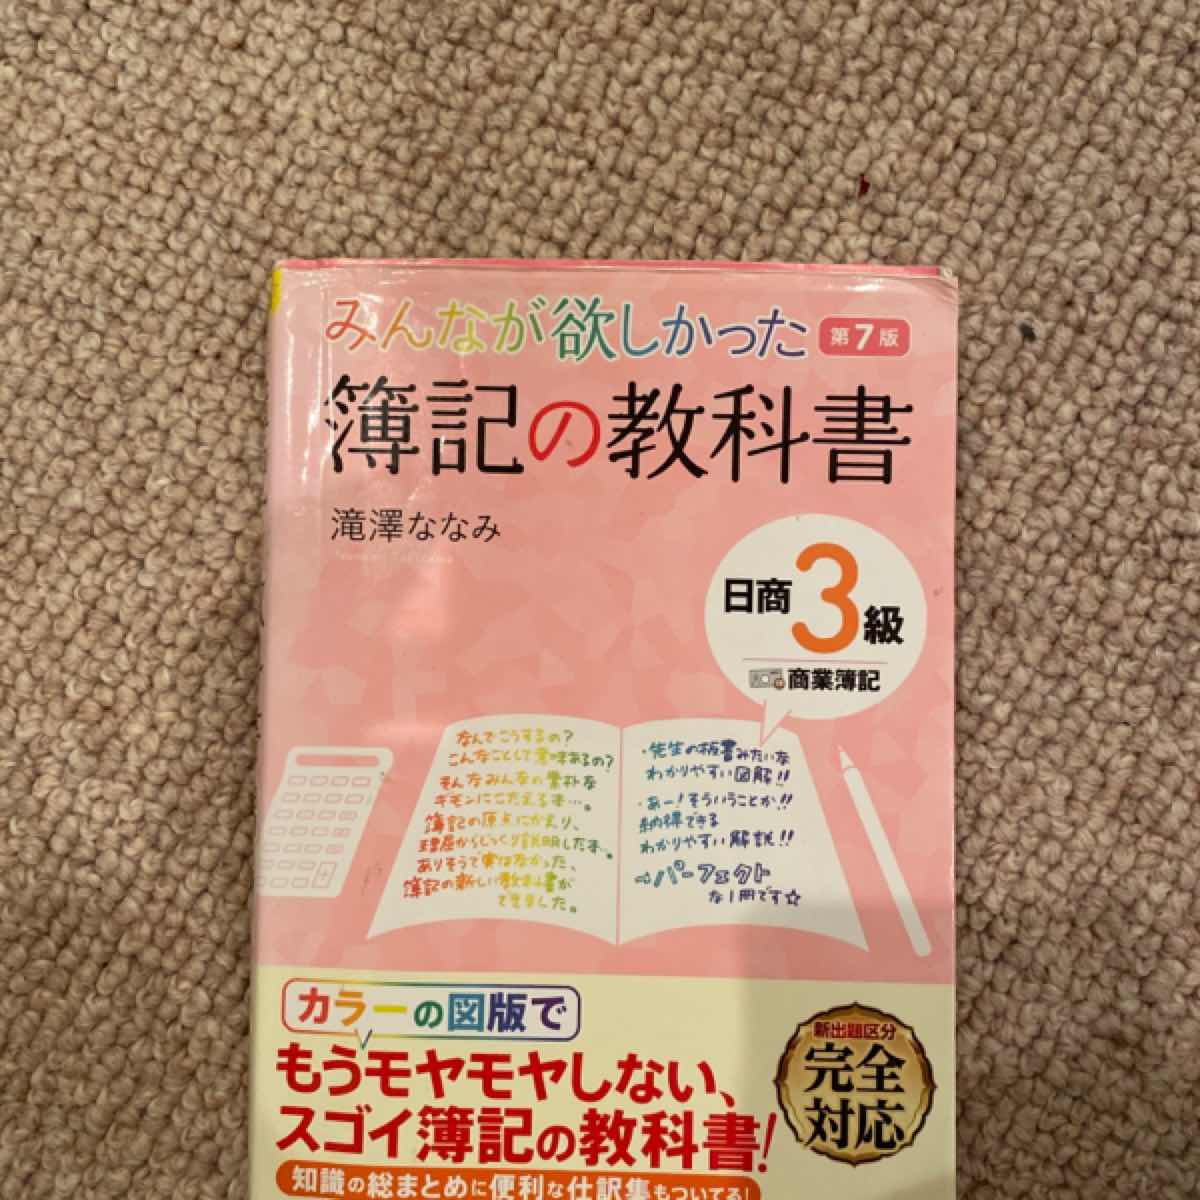 みんなが欲しかった
第7版
簿記の教科書
滝澤ななみ
日商3級
商業簿記
なんでこうするの？
こんなことして意味あるの？
そんなみんなの素朴な
ギモンにこたえる本…。
簿記の原点にかえり、
理屈からじっくり説明した本…。
ありそうで実はなかった、
簿記の新しい教科書が
できました。
・先生の板書みたいな
わかりやすい図解!!
・あー！そういうことか!!
納得できる
わかりやすい解説!!
→パーフェクト
な1冊です☆
カラーの図版で
もうモヤモヤしない、
スゴイ簿記の教科書!
新出題区分
完全
対応
知識の総まとめに便利な仕訳集もついてる!